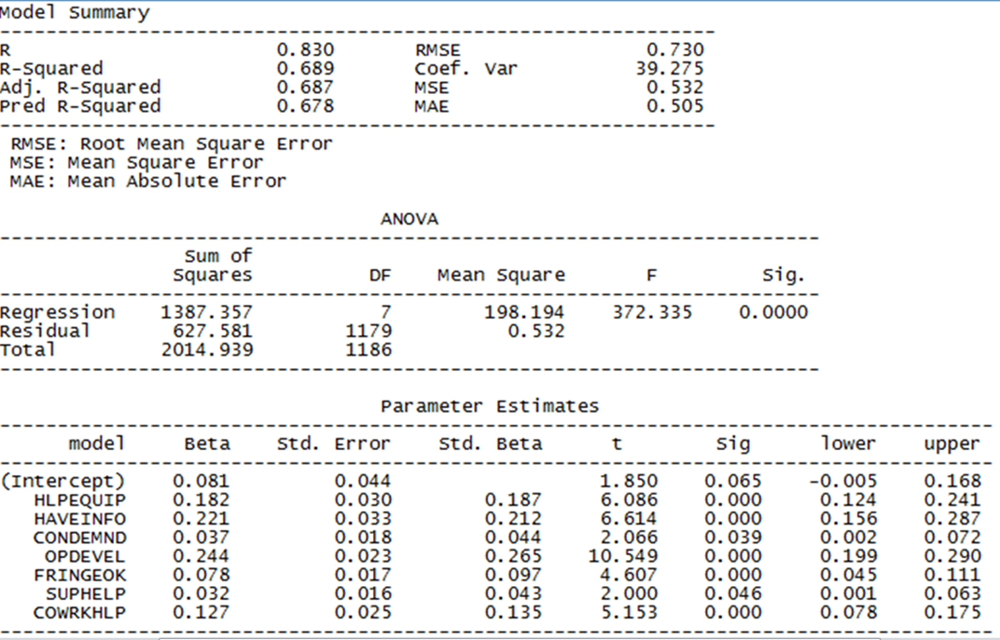 Model Summary
---------------------------------------------------------------
R                       0.830       RMSE                0.730
R-Squared               0.689       Coef. Var          39.275
Adj. R-Squared          0.687       MSE                 0.532
Pred R-Squared          0.678       MAE                 0.505
---------------------------------------------------------------
RMSE: Root Mean Square Error
MSE: Mean Square Error
MAE: Mean Absolute Error
ANOVA
------------------------------------------------------------------------
Sum of
Squares          DF    Mean Square       F         Sig.
------------------------------------------------------------------------
Regression    1387.357           7        198.194    372.335    0.0000
Residual       627.581        1179          0.532
Total         2014.939        1186
------------------------------------------------------------------------
Parameter Estimates
---------------------------------------------------------------------------------------
model     Beta    Std. Error    Std. Beta      t        Sig      lower    upper
---------------------------------------------------------------------------------------
(Intercept)    0.081         0.044                  1.850    0.065    -0.005    0.168
HLPEQUIP    0.182         0.030        0.187     6.086    0.000     0.124    0.241
HAVEINFO    0.221         0.033        0.212     6.614    0.000     0.156    0.287
CONDEMND    0.037         0.018        0.044     2.066    0.039     0.002    0.072
OPDEVEL    0.244         0.023        0.265    10.549    0.000     0.199    0.290
FRINGEOK    0.078         0.017        0.097     4.607    0.000     0.045    0.111
SUPHELP    0.032         0.016        0.043     2.000    0.046     0.001    0.063
COWRKHLP    0.127         0.025        0.135     5.153    0.000     0.078    0.175
---------------------------------------------------------------------------------------